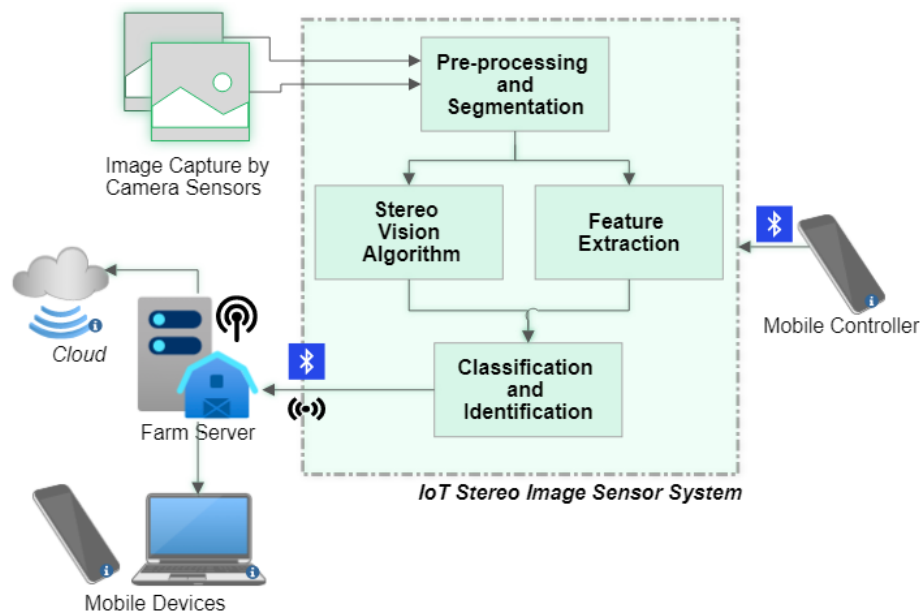 Pre-processing
and
Segmentation
Image Capture by
Camera Sensors
Stereo
Vision
Algorithm
Feature
Extraction
Mobile Controller
Cloud
Classification
and
Identification
Farm Server
IoT Stereo Image Sensor System
Mobile Devices